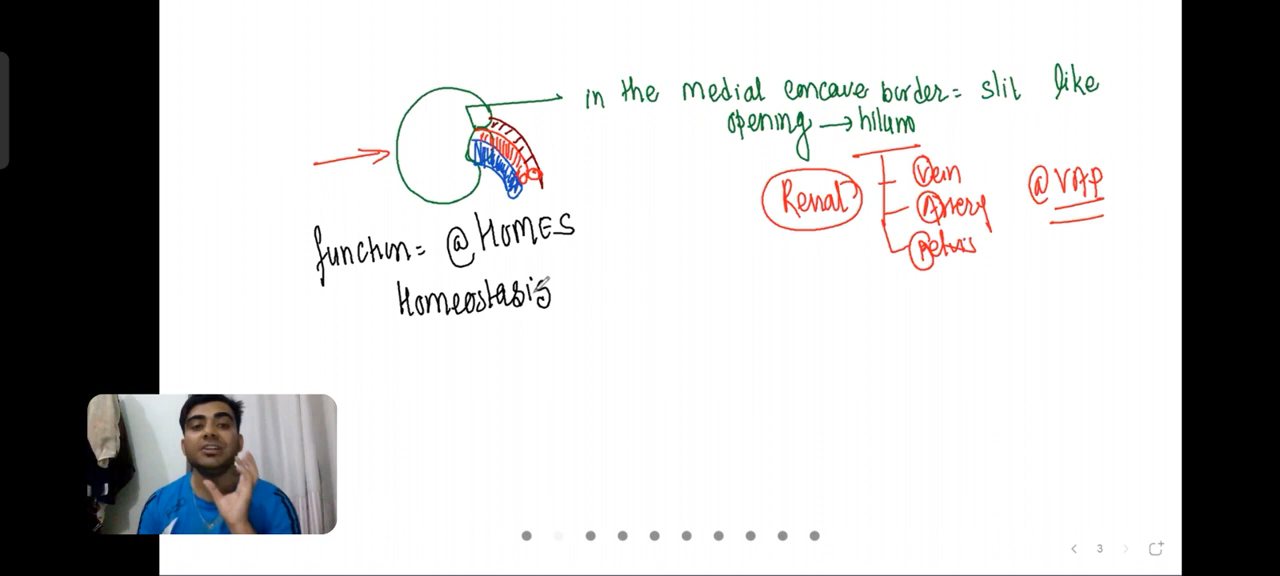 in the medial concave border = slit like
opening → hilum
Renal
Vein
Artery
Pelvis
@VAP
function = @HOMES
Homeostasis
3